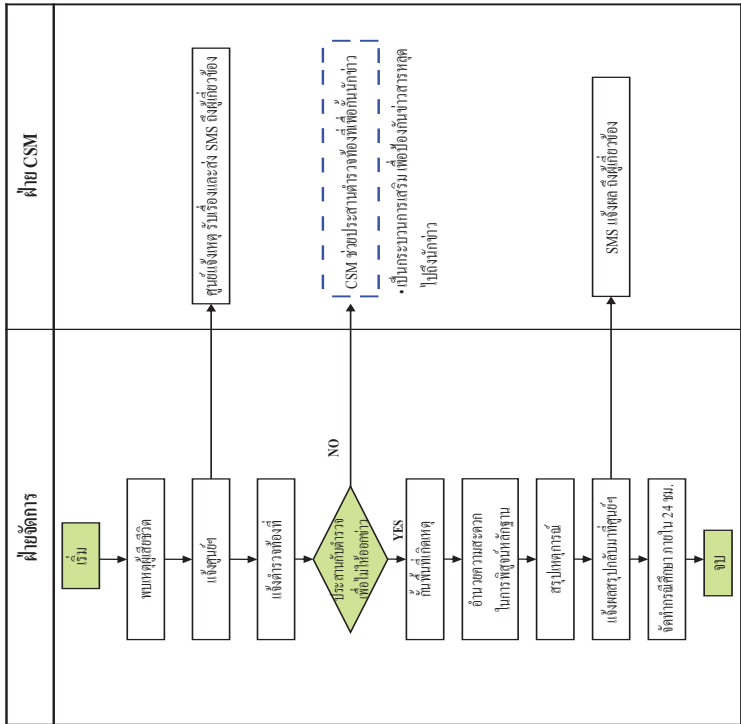 ฝ่ายจัดการ
ฝ่าย CSM
เริ่ม
พบเหตุผู้เสียชีวิต
แจ้งศูนย์ฯ
ศูนย์แจ้งเหตุ รับเรื่องและส่ง SMS ถึงผู้เกี่ยวข้อง
แจ้งตำรวจท้องที่
ประสานกับตำรวจ
เพื่อไม่ให้ออกข่าว
NO
CSM ช่วยประสานตำรวจท้องที่เพื่อกันนักข่าว
• เป็นกระบวนการเสริม เพื่อป้องกันข่าวสารหลุด
ไปถึงนักข่าว
YES
กั้นพื้นที่เกิดเหตุ
อำนวยความสะดวก
ในการพิสูจน์หลักฐาน
สรุปเหตุการณ์
แจ้งผลสรุปกลับมาที่ศูนย์ฯ
SMS แจ้งผล ถึงผู้เกี่ยวข้อง
จัดทำกรณีศึกษา ภายใน 24 ชม.
จบ